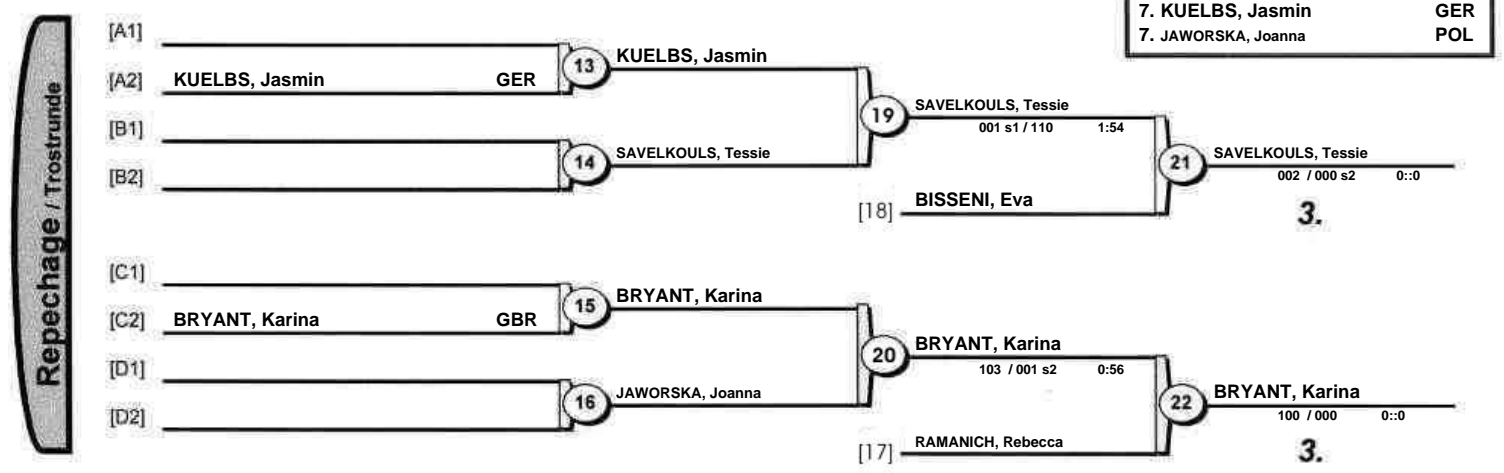 7. KUELBS, Jasmin GER
7. JAWORSKA, Joanna POL
Repechage / Trostrunde
[A1]
[A2] KUELBS, Jasmin GER
13 KUELBS, Jasmin
[B1]
[B2]
14 SAVELKOULS, Tessie
19 SAVELKOULS, Tessie
001 s1 / 110 1:54
[18] BISSENI, Eva
21 SAVELKOULS, Tessie
002 / 000 s2 0::0
3.
[C1]
[C2] BRYANT, Karina GBR
15 BRYANT, Karina
[D1]
[D2]
16 JAWORSKA, Joanna
20 BRYANT, Karina
103 / 001 s2 0:56
[17] RAMANICH, Rebecca
22 BRYANT, Karina
100 / 000 0::0
3.